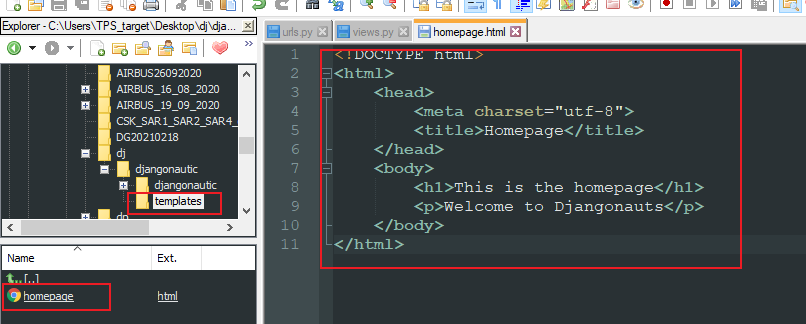 Explorer - C:\Users\TPS_target\Desktop\dj\dja...
AIRBUS26092020
AIRBUS_16_08_2020
AIRBUS_19_09_2020
CSK_SAR1_SAR2_SAR4_
DG20210218
dj
djangonautic
djangonautic
templates
dp
Name Ext.
[..]
homepage html
urls.py views.py homepage.html
1 <!DOCTYPE html>
2 <html>
3 <head>
4 <meta charset="utf-8">
5 <title>Homepage</title>
6 </head>
7 <body>
8 <h1>This is the homepage</h1>
9 <p>Welcome to Djangonauts</p>
10 </body>
11 </html>